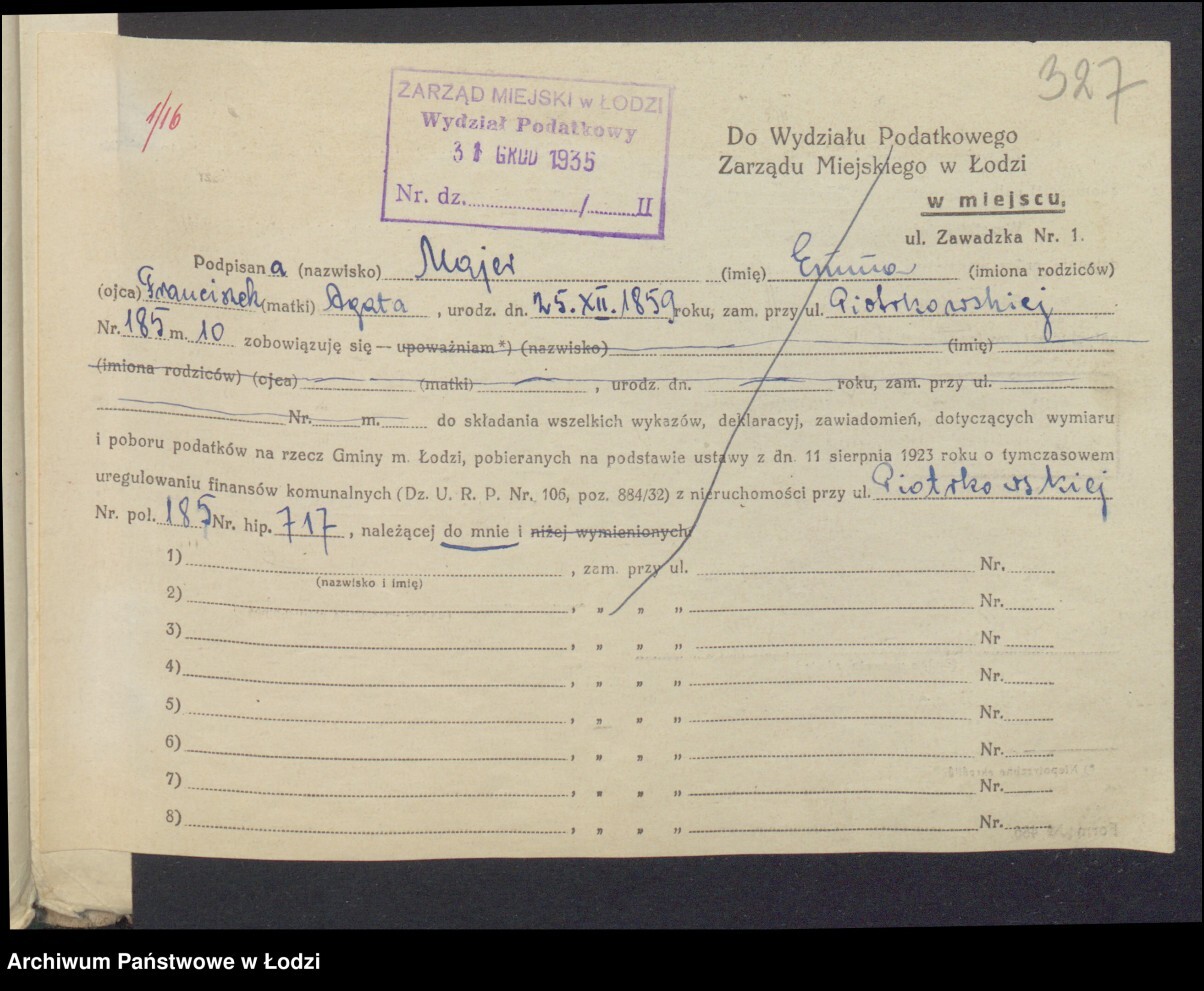 327
1/16
ZARZĄD MIEJSKI w ŁODZI
Wydział Podatkowy
31 GRUD 1935
Nr. dz. / II
Do Wydziału Podatkowego
Zarządu Miejskiego w Łodzi
w miejscu,
ul. Zawadzka Nr. 1.
Podpisana (nazwisko) Majer (imię) Emma (imiona rodziców)
(ojca) Franciszek (matki) Agata, urodz. dn. 25.XII.1859 roku, zam. przy ul. Piotrkowskiej
Nr. 185 m. 10 zobowiązuję się — upoważniam *) (nazwisko) (imię)
(imiona rodziców) (ojca) (matki) , urodz. dn. roku, zam. przy ul.
Nr. m. do składania wszelkich wykazów, deklaracyj, zawiadomień, dotyczących wymiaru
i poboru podatków na rzecz Gminy m. Łodzi, pobieranych na podstawie ustawy z dn. 11 sierpnia 1923 roku o tymczasowem
uregulowaniu finansów komunalnych (Dz. U. R. P. Nr. 106, poz. 884/32) z nieruchomości przy ul. Piotrkowskiej
Nr. pol. 185 Nr. hip. 717, należącej do mnie i niżej wymienionych:
1) , zam. przy ul. Nr.
(nazwisko i imię)
2) , „ „ „ Nr.
3) , „ „ „ Nr
4) , „ „ „ Nr.
5) , „ „ „ Nr.
6) , „ „ „ Nr.
7) , „ „ „ Nr.
8) , „ „ „ Nr.
Archiwum Państwowe w Łodzi